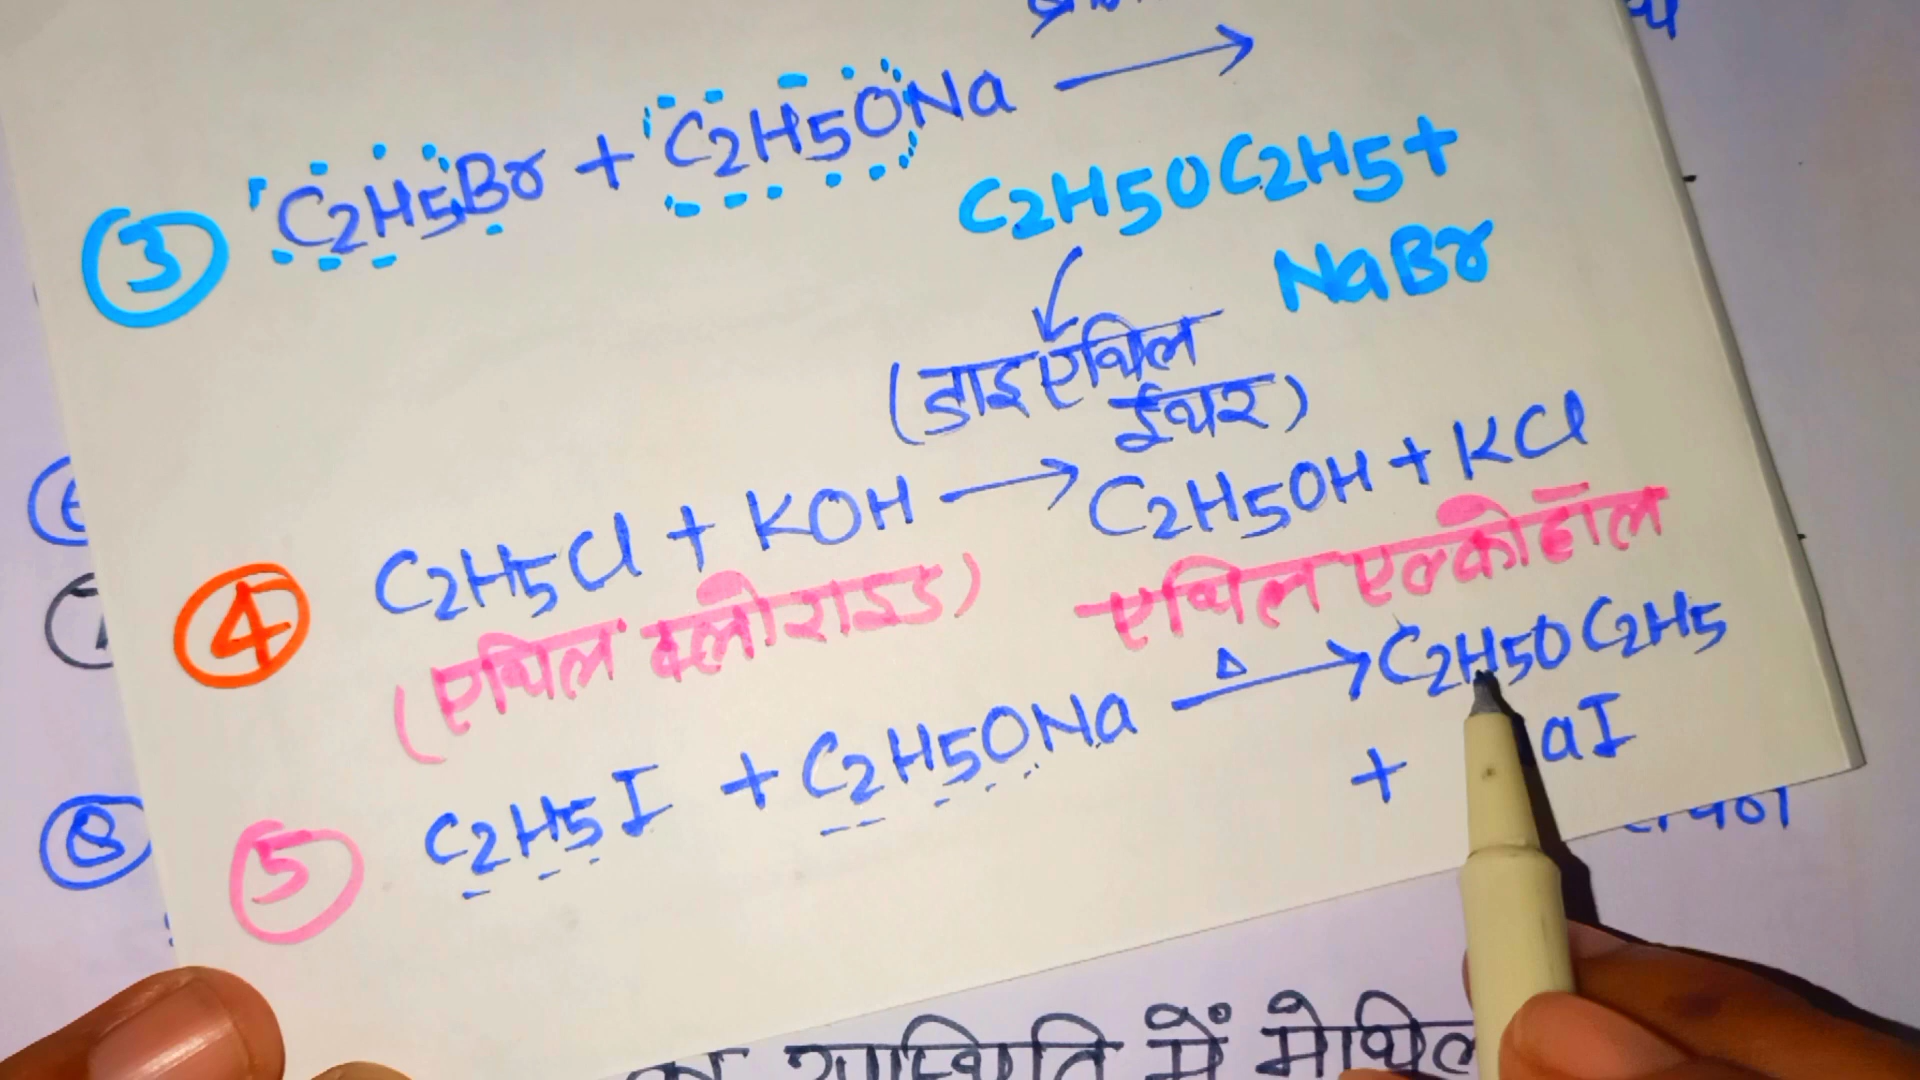 ③ C2H5Br + C2H5ONa ⟶
C2H5OC2H5+
NaBr
(डाइएथिल
ईथर)
④ C2H5Cl + KOH ⟶ C2H5OH + KCl
(एथिल क्लोराइड) एथिल एल्कोहॉल
⑤ C2H5I + C2H5ONa Δ⟶ C2H5OC2H5
+ aI
⑧
में मेथिल